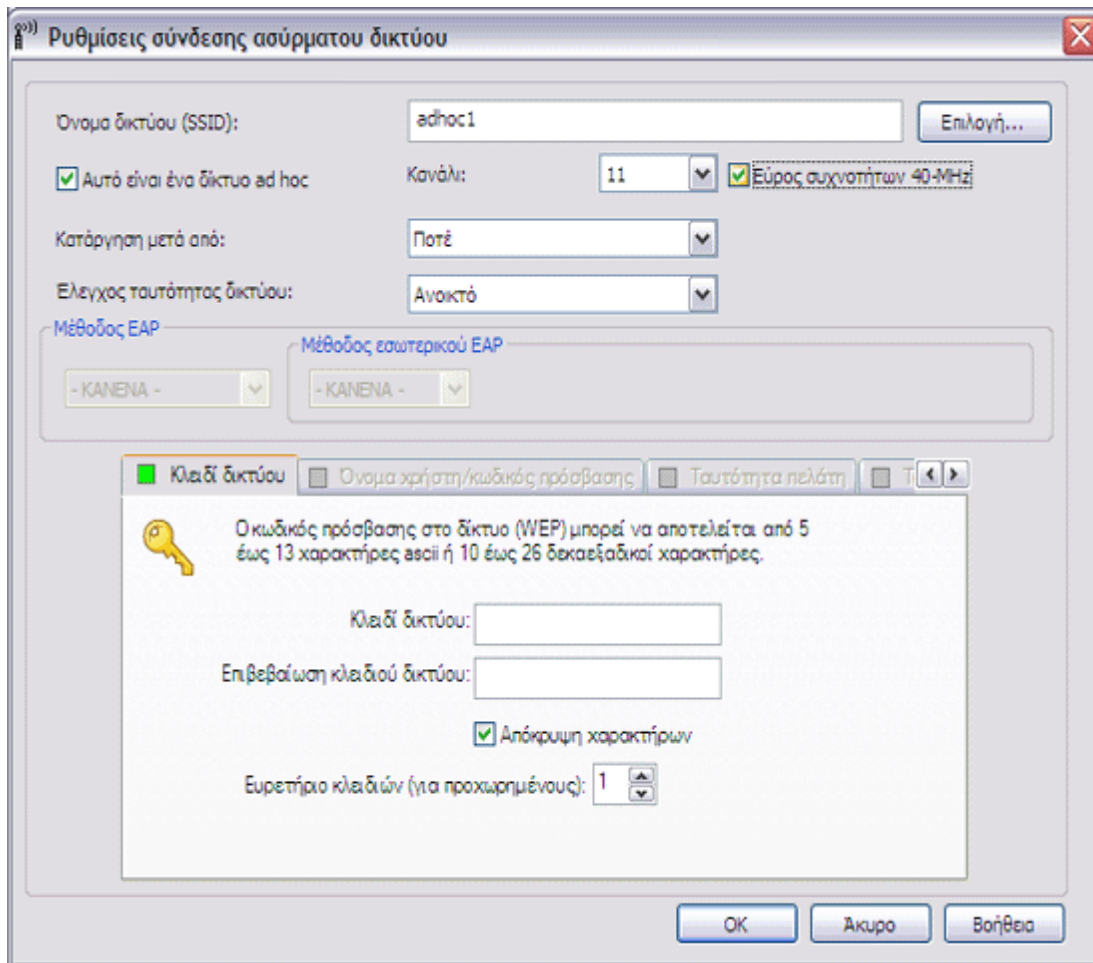 Ρυθμίσεις σύνδεσης ασύρματου δικτύου
Όνομα δικτύου (SSID): adhoc1 Επιλογή...
Αυτό είναι ένα δίκτυο ad hoc Κανάλι: 11 Εύρος συχνοτήτων 40-MHz
Κατάργηση μετά από: Ποτέ
Έλεγχος ταυτότητας δικτύου: Ανοικτό
Μέθοδος EAP
Μέθοδος εσωτερικού EAP
- ΚΑΝΕΝΑ - - ΚΑΝΕΝΑ -
Κλειδί δικτύου Όνομα χρήστη/κωδικός πρόσβασης Ταυτότητα πελάτη
Ο κωδικός πρόσβασης στο δίκτυο (WEP) μπορεί να αποτελείται από 5
έως 13 χαρακτήρες ascii ή 10 έως 26 δεκαεξαδικοί χαρακτήρες.
Κλειδί δικτύου:
Επιβεβαίωση κλειδιού δικτύου:
Απόκρυψη χαρακτήρων
Ευρετήριο κλειδιών (για προχωρημένους): 1
OK Άκυρο Βοήθεια